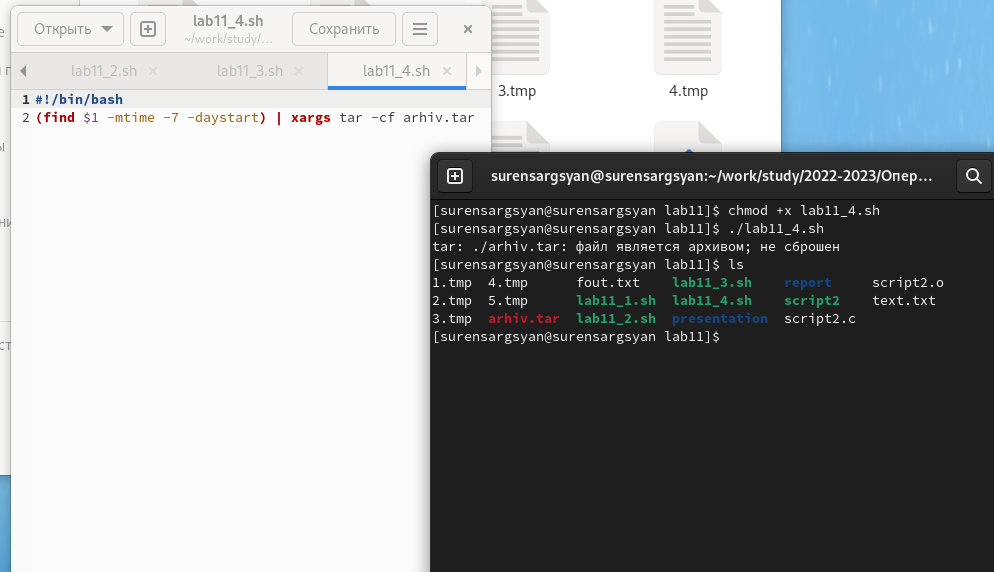 Открыть
lab11_4.sh
~/work/study/...
Сохранить
lab11_2.sh
lab11_3.sh
lab11_4.sh
1 #!/bin/bash
2 (find $1 -mtime -7 -daystart) | xargs tar -cf arhiv.tar
3.tmp
4.tmp
surensargsyan@surensargsyan:~/work/study/2022-2023/Опер...
[surensargsyan@surensargsyan lab11]$ chmod +x lab11_4.sh
[surensargsyan@surensargsyan lab11]$ ./lab11_4.sh
tar: ./arhiv.tar: файл является архивом; не сброшен
[surensargsyan@surensargsyan lab11]$ ls
1.tmp 4.tmp fout.txt lab11_3.sh report script2.o
2.tmp 5.tmp lab11_1.sh lab11_4.sh script2 text.txt
3.tmp arhiv.tar lab11_2.sh presentation script2.c
[surensargsyan@surensargsyan lab11]$